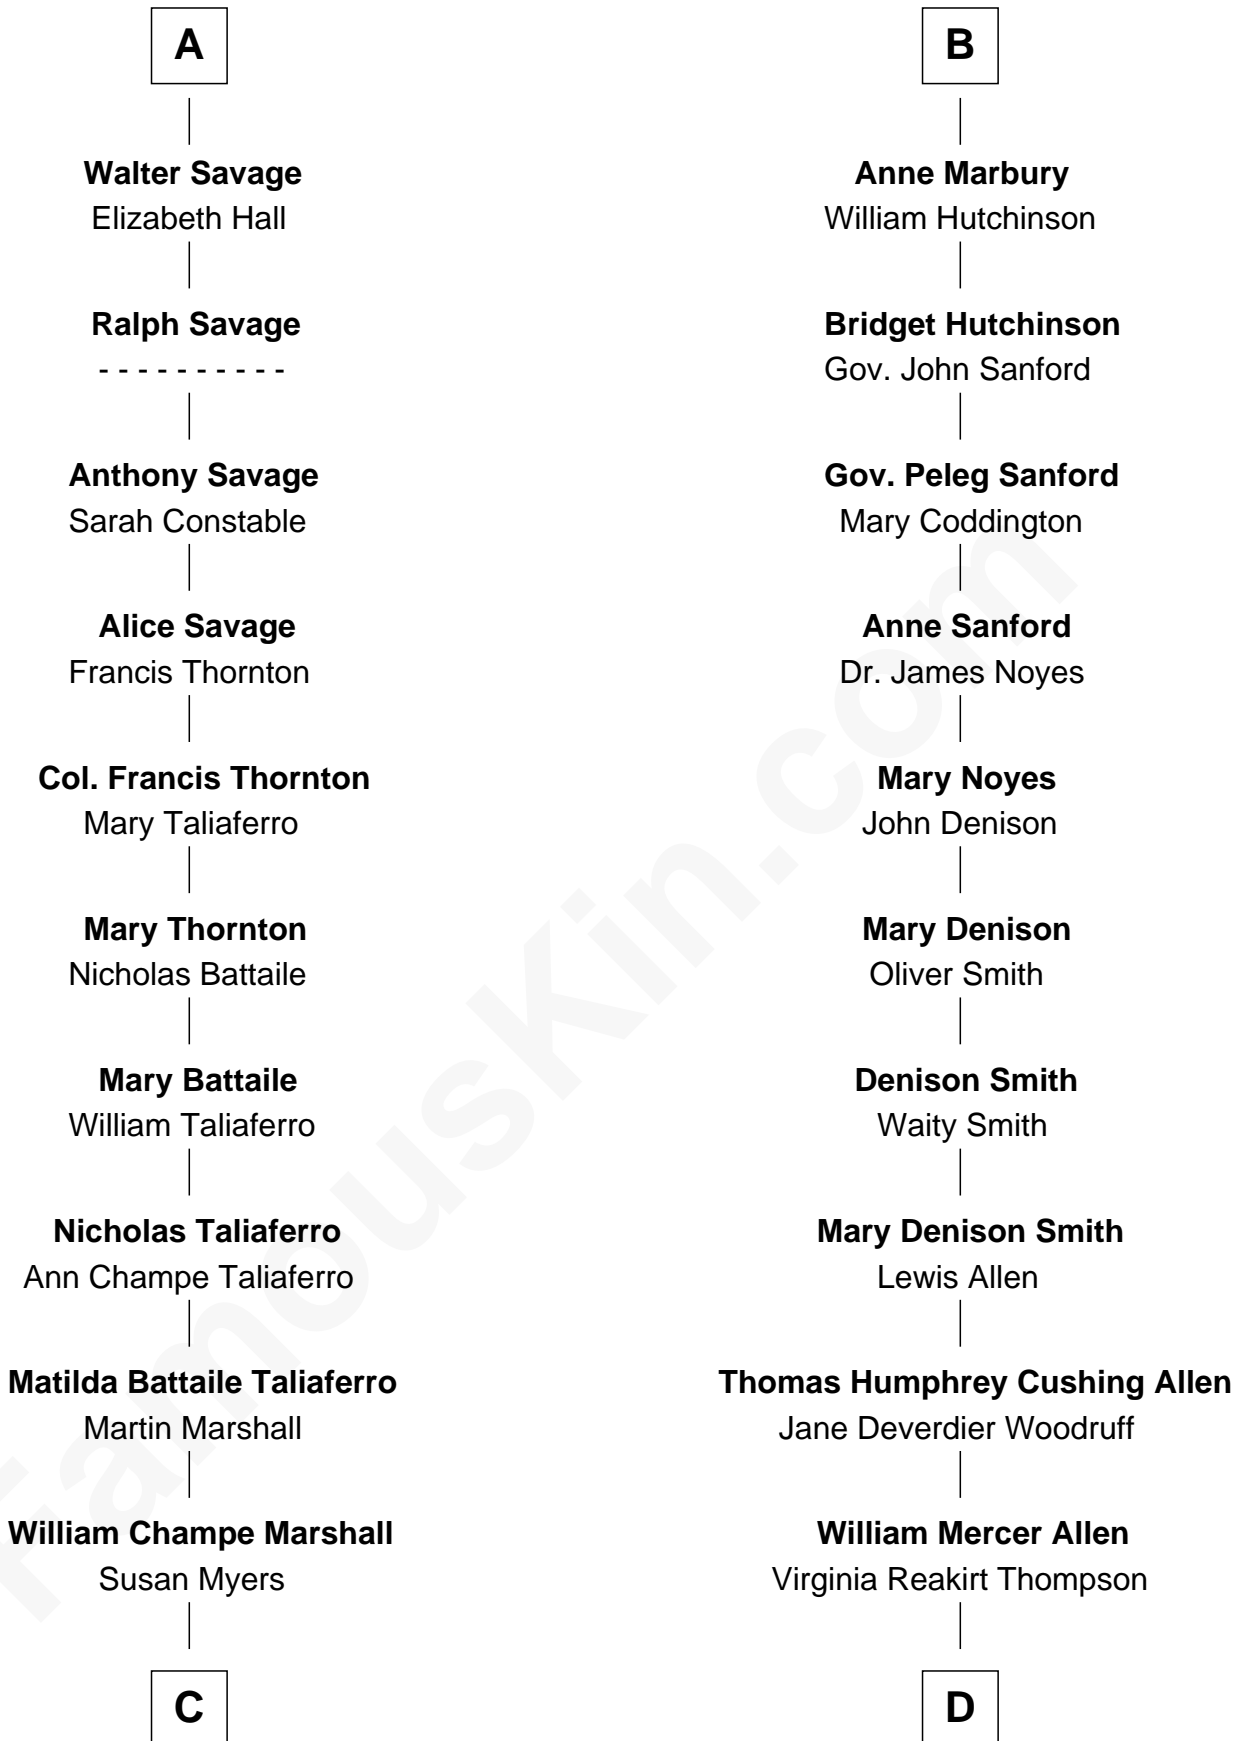 A
Walter Savage
Elizabeth Hall
Ralph Savage
- - - - - - - - - -
Anthony Savage
Sarah Constable
Alice Savage
Francis Thornton
Col. Francis Thornton
Mary Taliaferro
Mary Thornton
Nicholas Battaile
Mary Battaile
William Taliaferro
Nicholas Taliaferro
Ann Champe Taliaferro
Matilda Battaile Taliaferro
Martin Marshall
William Champe Marshall
Susan Myers
C
B
Anne Marbury
William Hutchinson
Bridget Hutchinson
Gov. John Sanford
Gov. Peleg Sanford
Mary Coddington
Anne Sanford
Dr. James Noyes
Mary Noyes
John Denison
Mary Denison
Oliver Smith
Denison Smith
Waity Smith
Mary Denison Smith
Lewis Allen
Thomas Humphrey Cushing Allen
Jane Deverdier Woodruff
William Mercer Allen
Virginia Reakirt Thompson
D
FamousKin.com